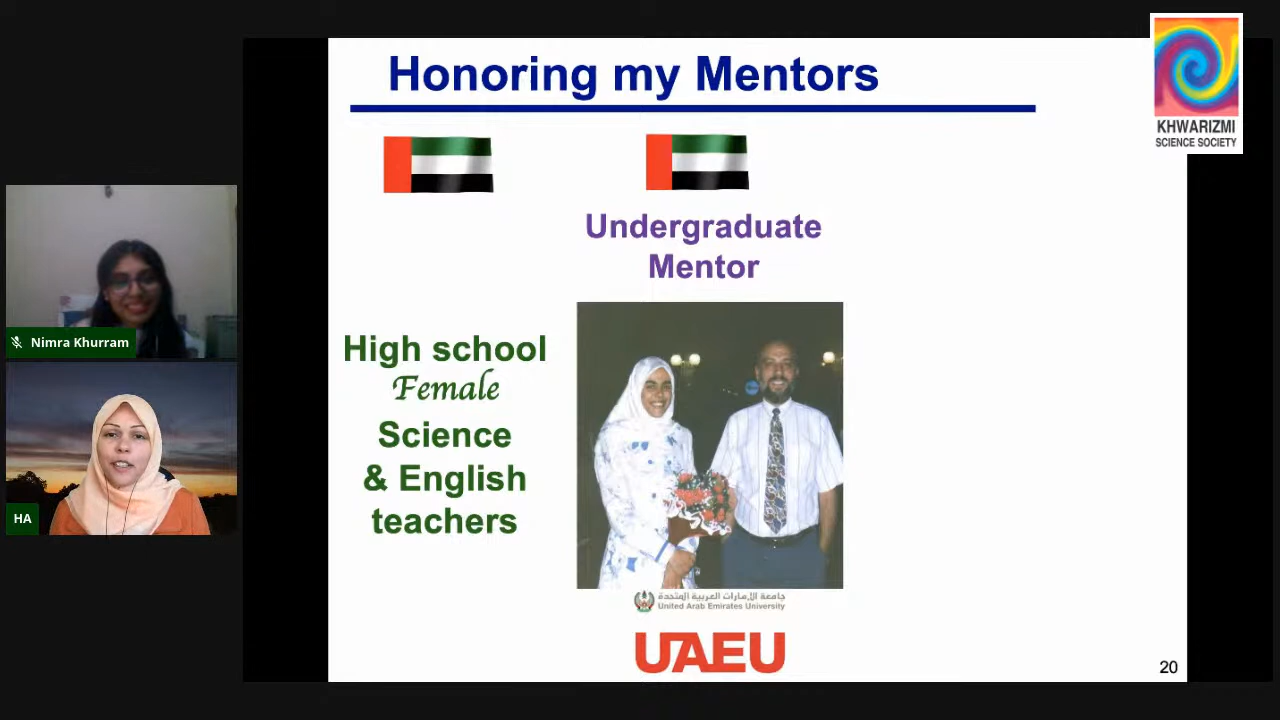 Honoring my Mentors
KHWARIZMI
SCIENCE SOCIETY
Undergraduate
Mentor
High school
Female
Science
& English
teachers
Nimra Khurram
HA
جامعة الإمارات العربية المتحدة
United Arab Emirates University
UAEU
20